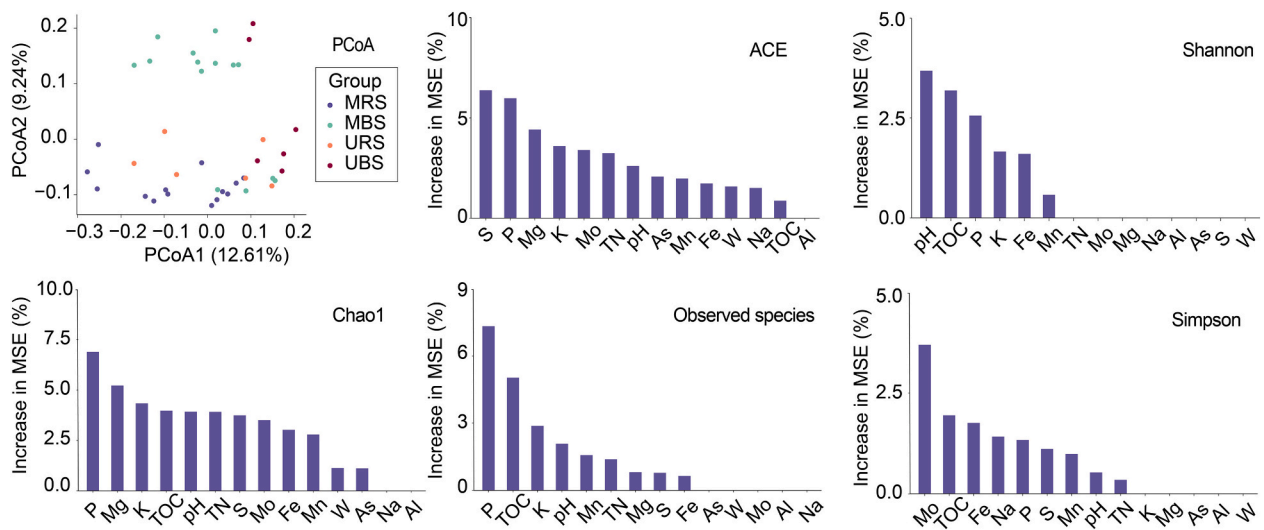 PCoA
PCoA2 (9.24%)
0.2
0.1
0.0
−0.1
−0.3 −0.2 −0.1 0.0 0.1 0.2
PCoA1 (12.61%)
Group
MRS
MBS
URS
UBS
ACE
Increase in MSE (%)
10
5
0
S P Mg K Mo TN pH As Mn Fe W Na TOC Al
Shannon
Increase in MSE (%)
5.0
2.5
0.0
pH TOC P K Fe Mn TN Mo Mg Na Al As S W
Chao1
Increase in MSE (%)
10.0
7.5
5.0
2.5
0.0
P Mg K TOC pH TN S Mo Fe Mn W As Na Al
Observed species
Increase in MSE (%)
9
6
3
0
P TOC K pH Mn TN Mg S Fe As W Mo Al Na
Simpson
Increase in MSE (%)
5.0
2.5
0.0
Mo TOC Fe Na P S Mn pH TN K Mg As Al W